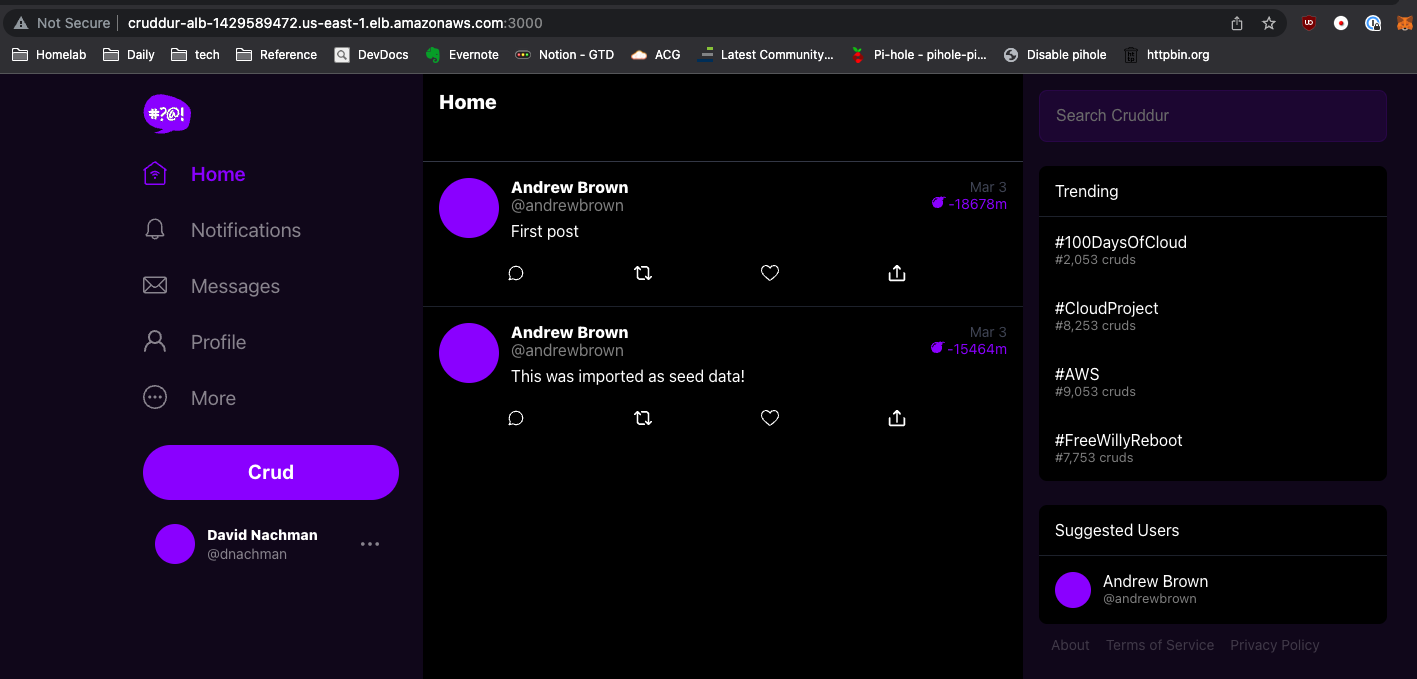 Not Secure cruddur-alb-1429589472.us-east-1.elb.amazonaws.com:3000
Homelab Daily tech Reference DevDocs Evernote Notion - GTD ACG Latest Community... Pi-hole - pihole-pi... Disable pihole httpbin.org
#?@!
Home
Notifications
Messages
Profile
More
Crud
David Nachman
@dnachman
Home
Andrew Brown
Mar 3
@andrewbrown
-18678m
First post
Andrew Brown
Mar 3
@andrewbrown
-15464m
This was imported as seed data!
Search Cruddur
Trending
#100DaysOfCloud
#2,053 cruds
#CloudProject
#8,253 cruds
#AWS
#9,053 cruds
#FreeWillyReboot
#7,753 cruds
Suggested Users
Andrew Brown
@andrewbrown
About Terms of Service Privacy Policy